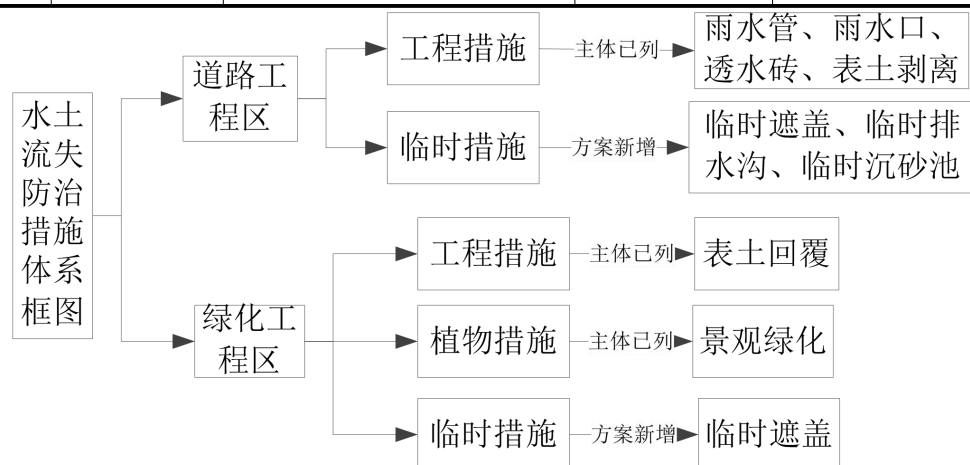 水土
流失
防治
措施
体系
框图
道路工
程区
工程措施
主体已列
雨水管、雨水口、
透水砖、表土剥离
临时措施
方案新增
临时遮盖、临时排
水沟、临时沉砂池
绿化工
程区
工程措施
主体已列
表土回覆
植物措施
主体已列
景观绿化
临时措施
方案新增
临时遮盖